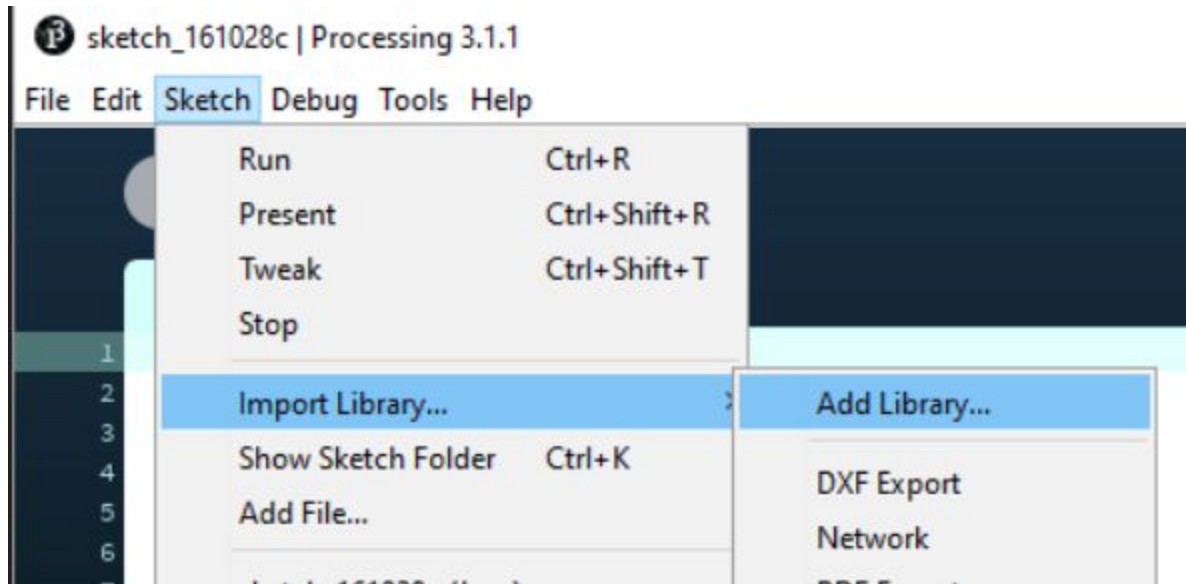 sketch_161028c | Processing 3.1.1
File Edit Sketch Debug Tools Help
Run Ctrl+R
Present Ctrl+Shift+R
Tweak Ctrl+Shift+T
Stop
1
2
Import Library... Add Library...
3
Show Sketch Folder Ctrl+K
4
DXF Export
5
Add File...
6
Network